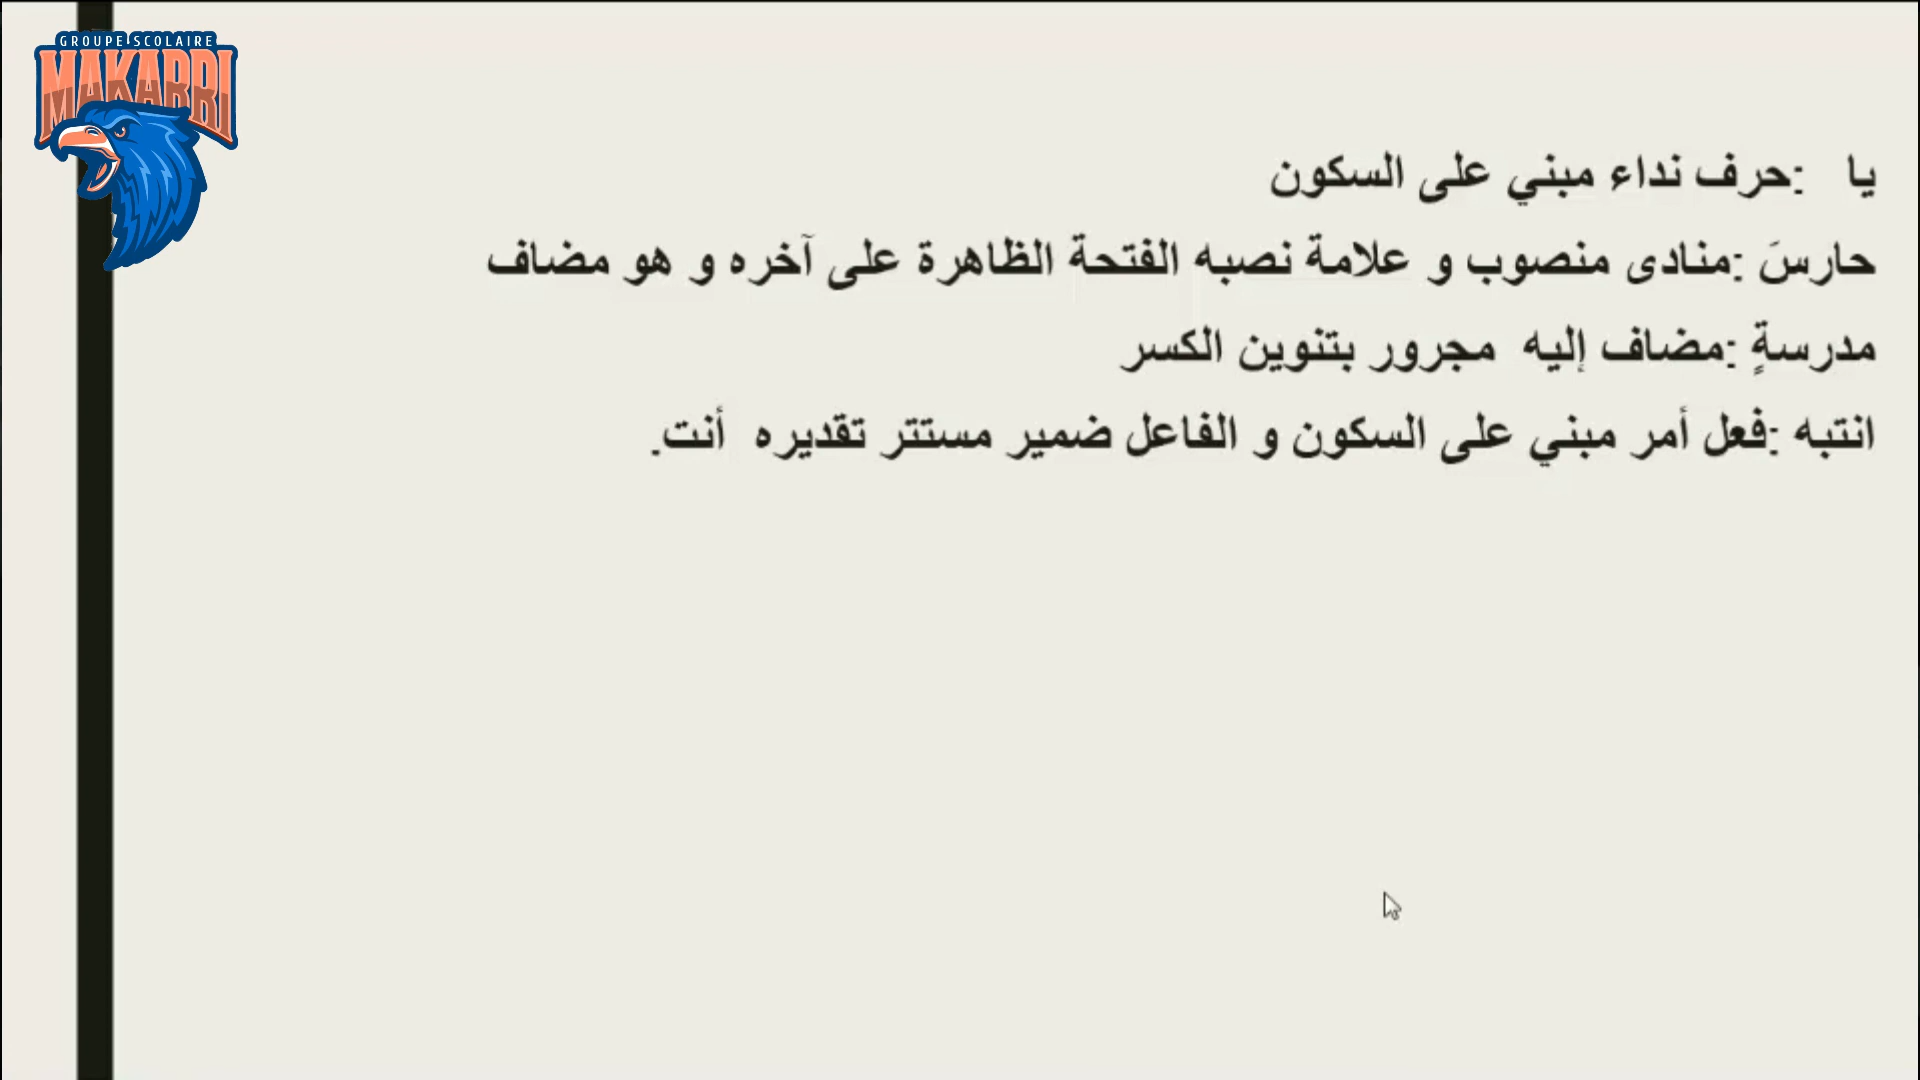 GROUPE SCOLAIRE
MAKARRI
يا :حرف نداء مبني على السكون
حارسَ :منادى منصوب و علامة نصبه الفتحة الظاهرة على آخره و هو مضاف
مدرسةٍ :مضاف إليه مجرور بتنوين الكسر
انتبه :فعل أمر مبني على السكون و الفاعل ضمير مستتر تقديره أنت.